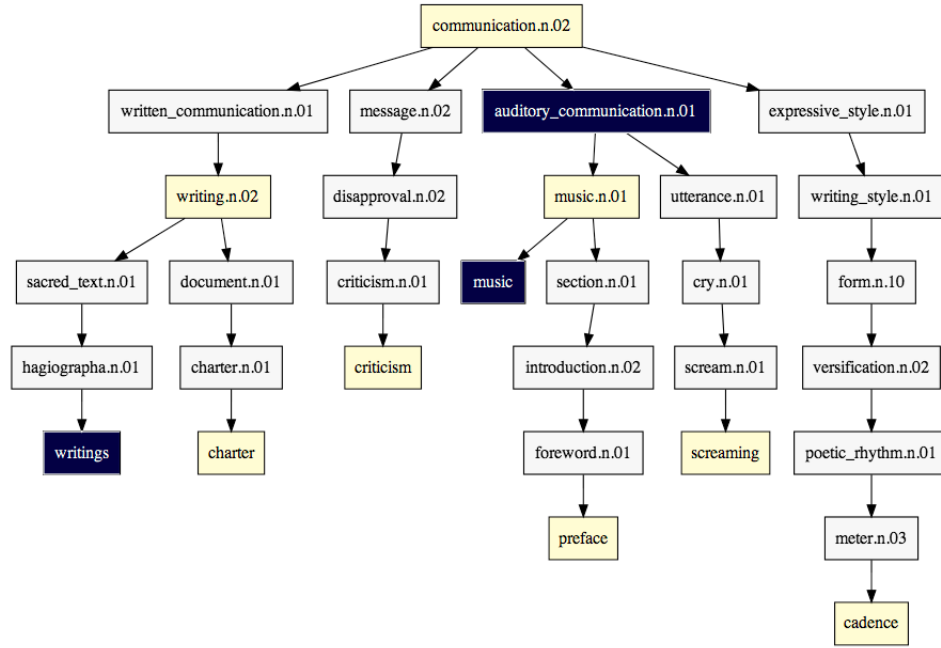 communication.n.02
written_communication.n.01
message.n.02
auditory_communication.n.01
expressive_style.n.01
writing.n.02
disapproval.n.02
music.n.01
utterance.n.01
writing_style.n.01
sacred_text.n.01
document.n.01
criticism.n.01
music
section.n.01
cry.n.01
form.n.10
hagiographa.n.01
charter.n.01
criticism
introduction.n.02
scream.n.01
versification.n.02
writings
charter
foreword.n.01
screaming
poetic_rhythm.n.01
preface
meter.n.03
cadence